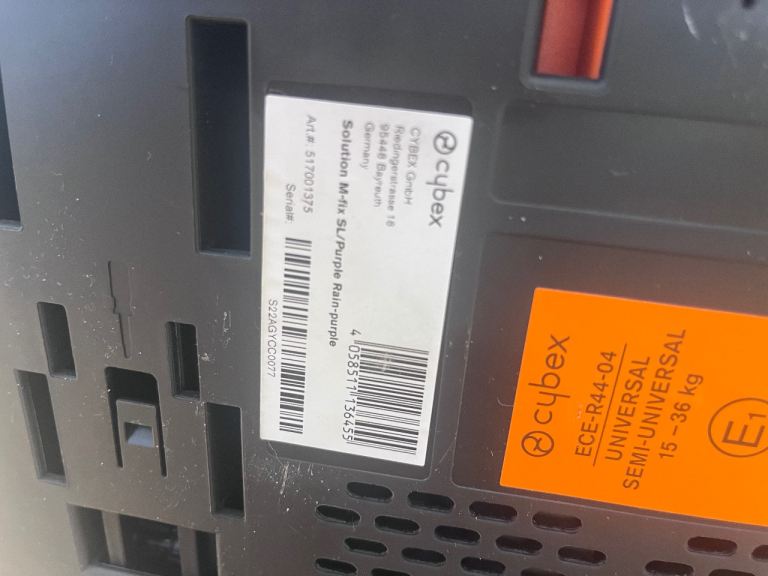 cybex
CYBEX GmbH
Riedingerstrasse 18
95448 Bayreuth
Germany
Solution M-fix SL/Purple Rain-purple
4 058511 136455
Art.#: 517001375
Serial#:
S22AGYCC0077
cybex
ECE-R44-04
UNIVERSAL
SEMI-UNIVERSAL
15 – 36 kg
E1